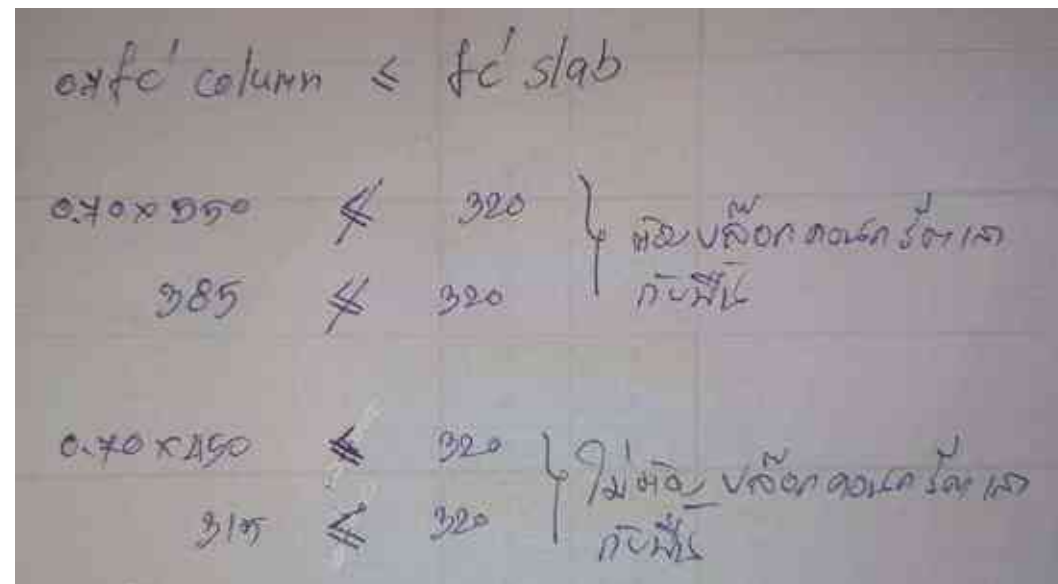 0.7fc' column ≤ fc' slab
0.70 x 550 ≰ 320
385 ≰ 320
ต้องบล๊อกคอนกรีตเสา
กับพื้น
0.70 x 450 ≤ 320
315 ≤ 320
ไม่ต้องบล๊อกคอนกรีตเสา
กับพื้น